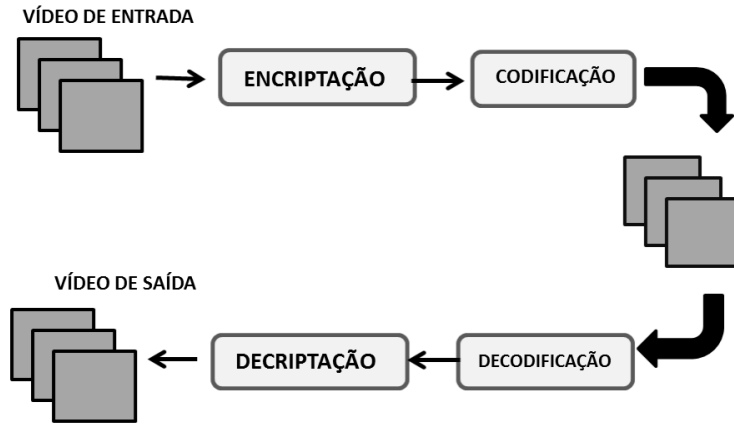 VÍDEO DE ENTRADA
ENCRIPTAÇÃO
CODIFICAÇÃO
VÍDEO DE SAÍDA
DECRIPTAÇÃO
DECODIFICAÇÃO